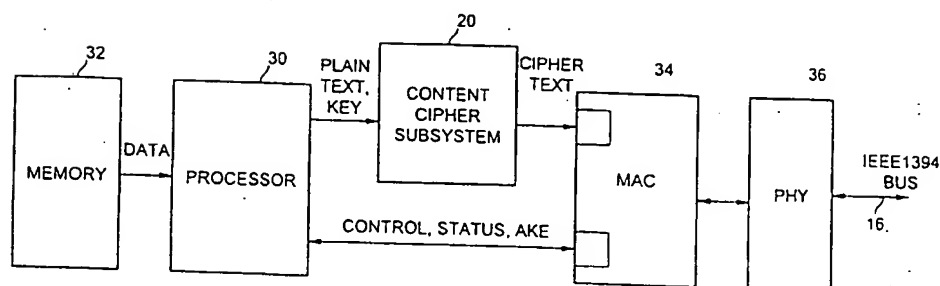 20
32
30
34
36
PLAIN
TEXT,
KEY
CIPHER
TEXT
CONTENT
CIPHER
SUBSYSTEM
MEMORY
DATA
PROCESSOR
MAC
PHY
IEEE1394
BUS
16.
CONTROL, STATUS, AKE